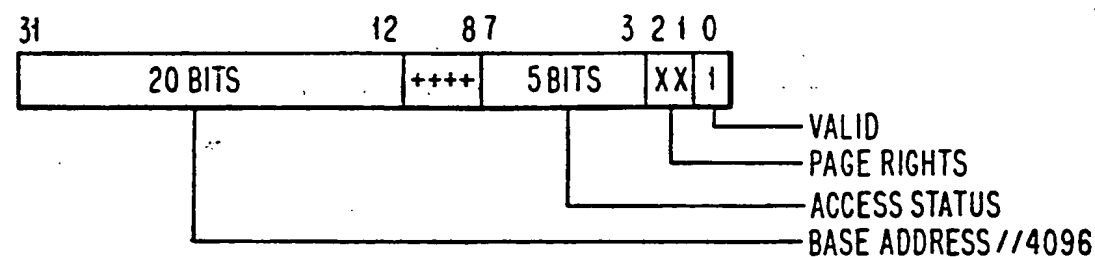 31 12 8 7 3 2 1 0
20 BITS ++++ 5 BITS XX 1
VALID
PAGE RIGHTS
ACCESS STATUS
BASE ADDRESS//4096